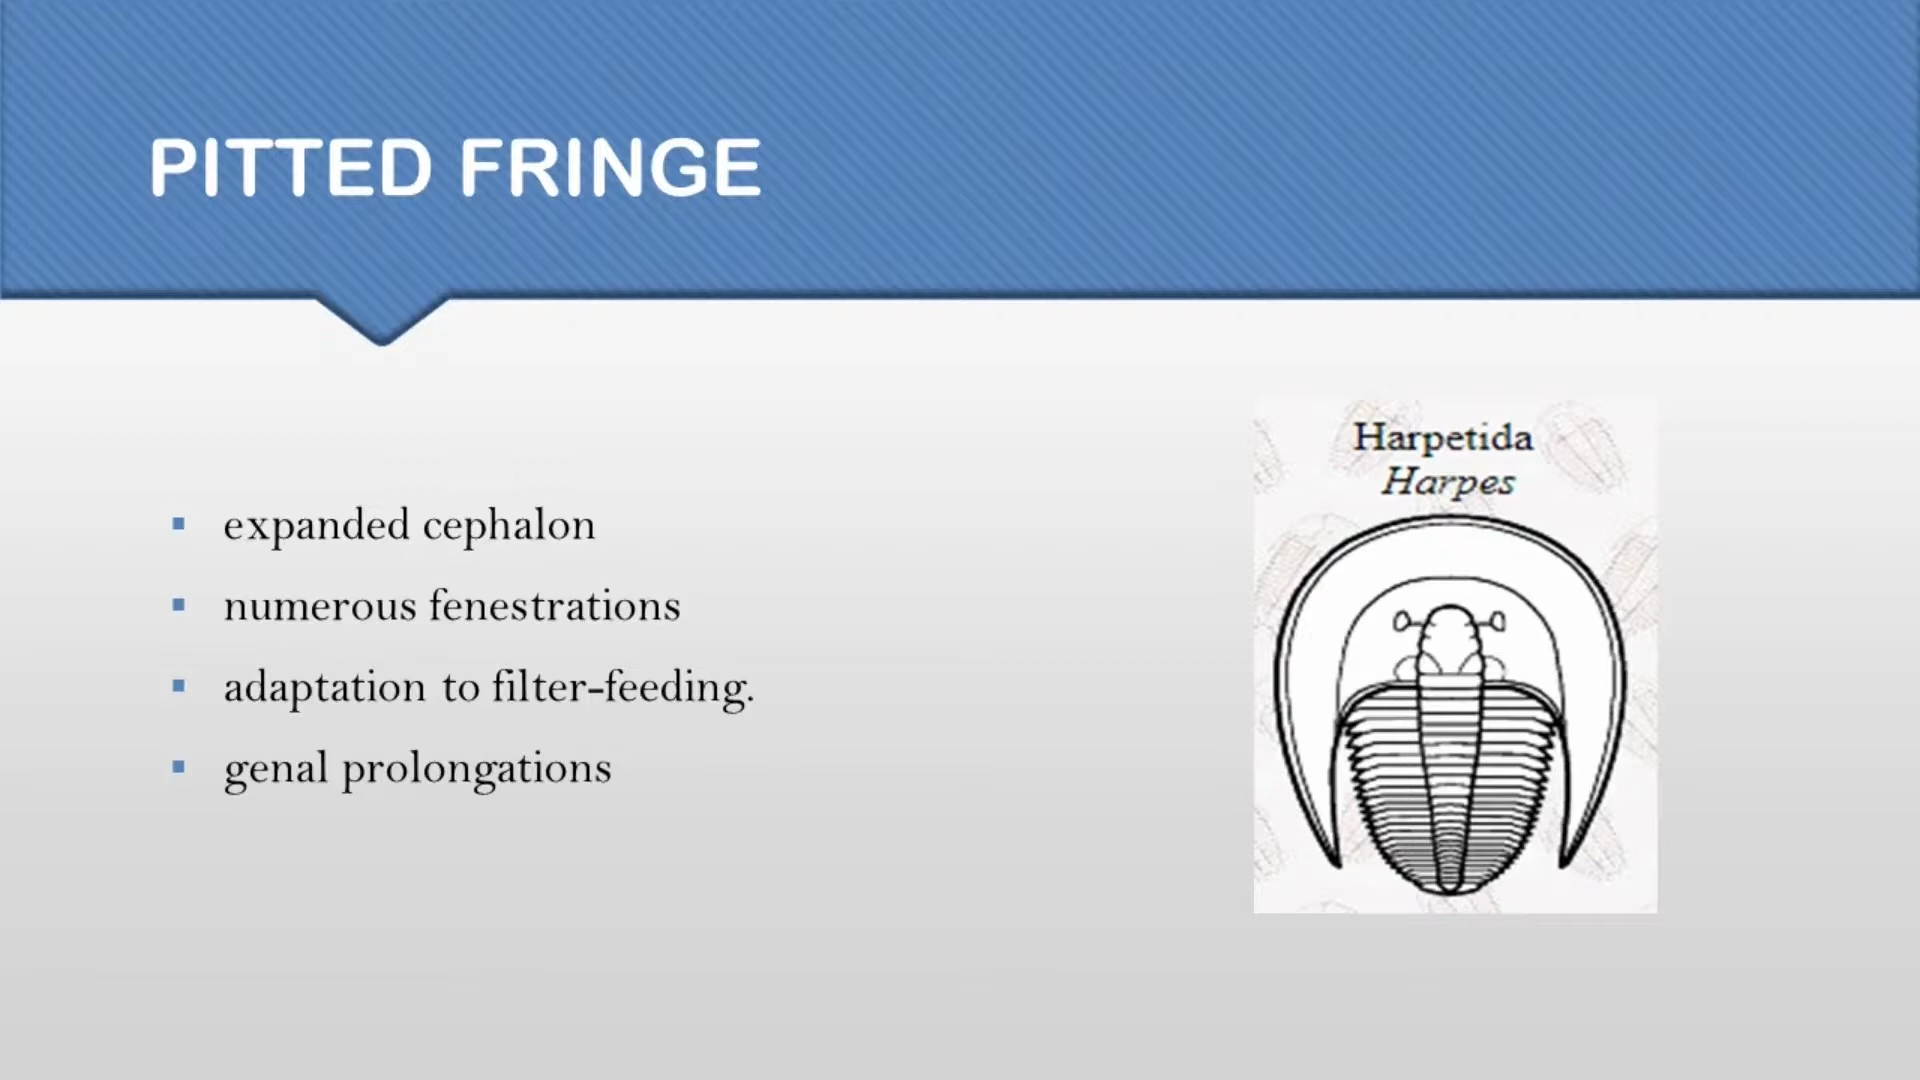 PITTED FRINGE
expanded cephalon
numerous fenestrations
adaptation to filter-feeding.
genal prolongations
Harpetida
Harpes